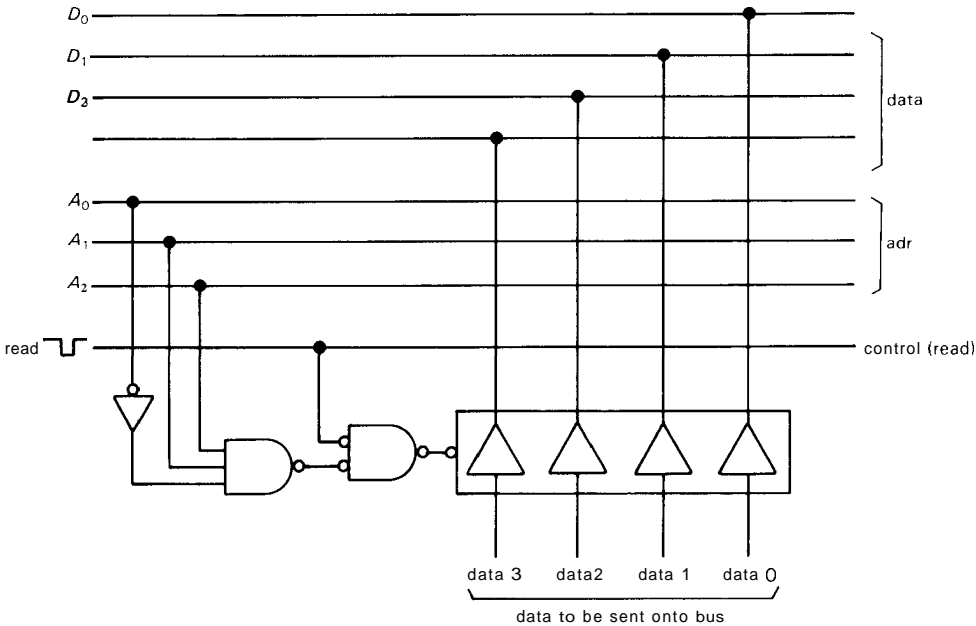 D₀
D₁
D₂
data
A₀
A₁
adr
A₂
read
control (read)
data 3 data2 data 1 data 0
data to be sent onto bus